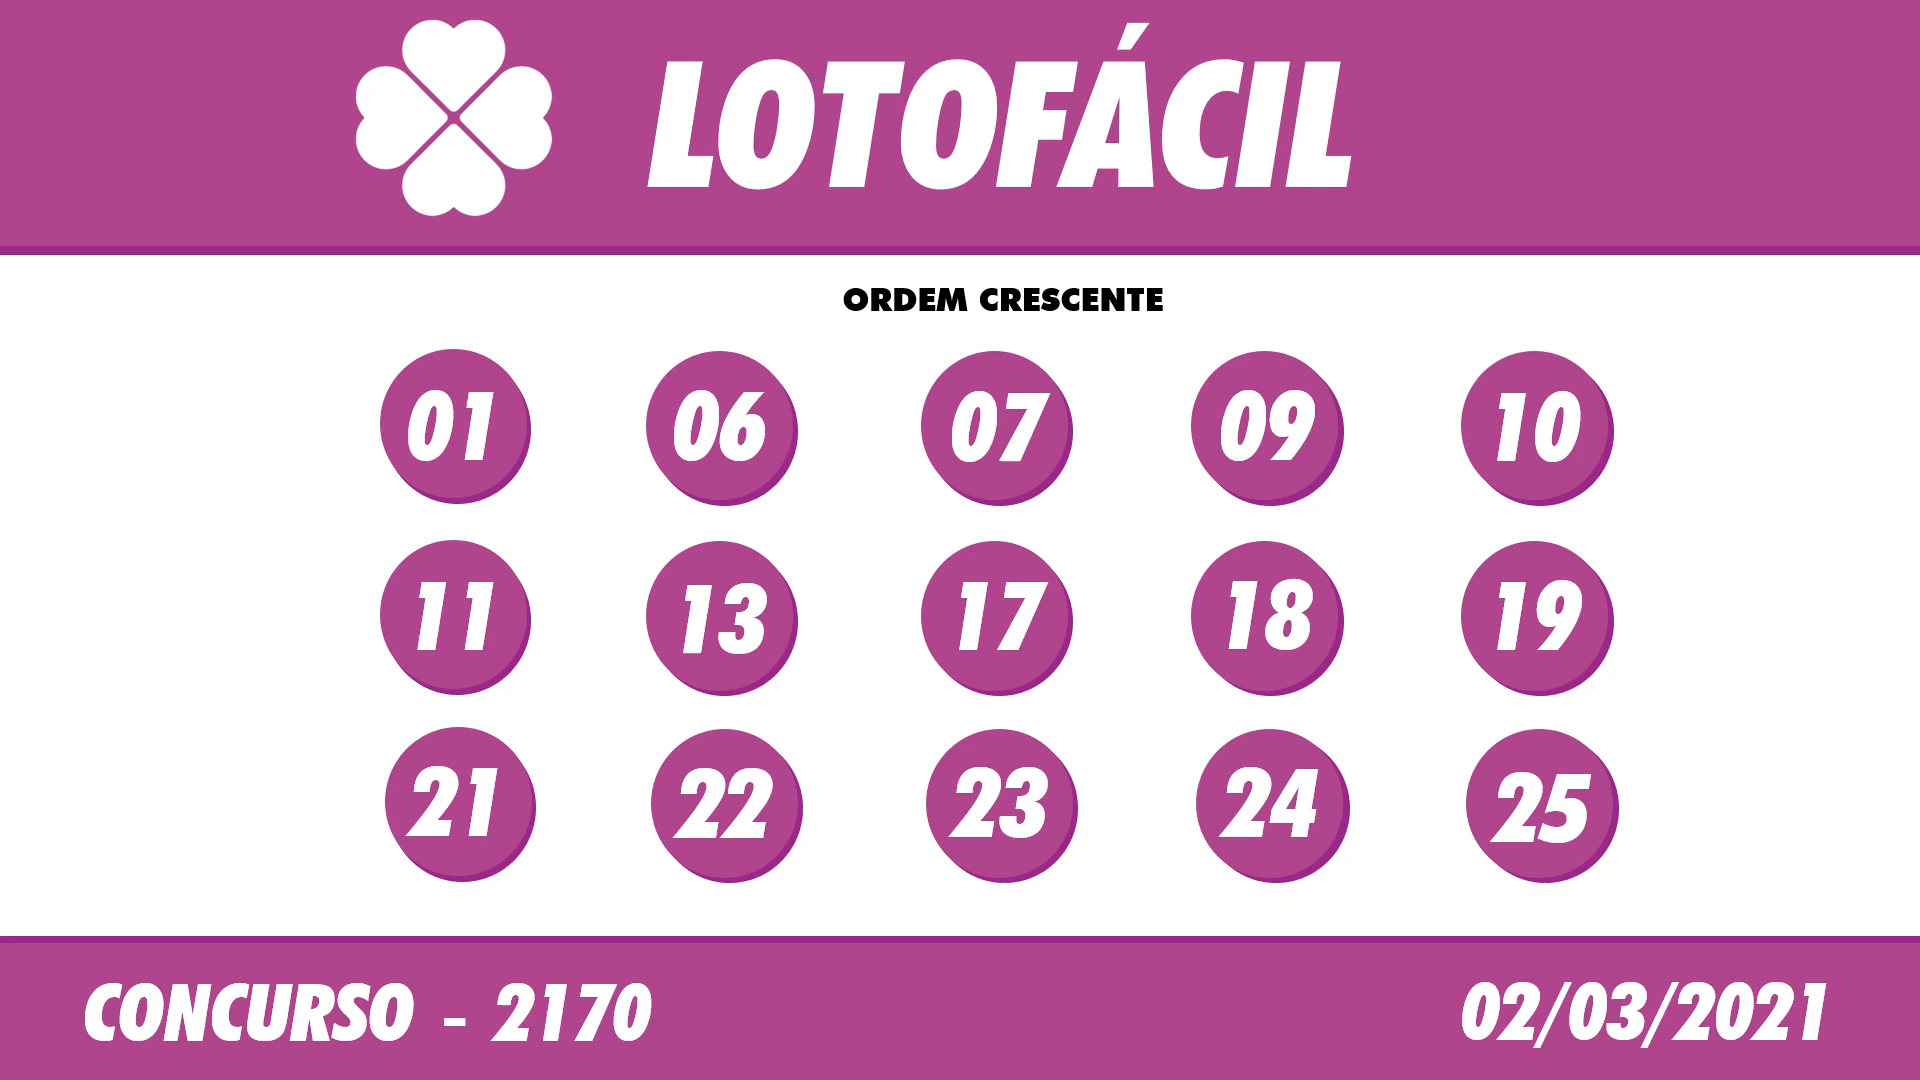 LOTOFÁCIL
ORDEM CRESCENTE
01 06 07 09 10
11 13 17 18 19
21 22 23 24 25
CONCURSO - 2170 02/03/2021